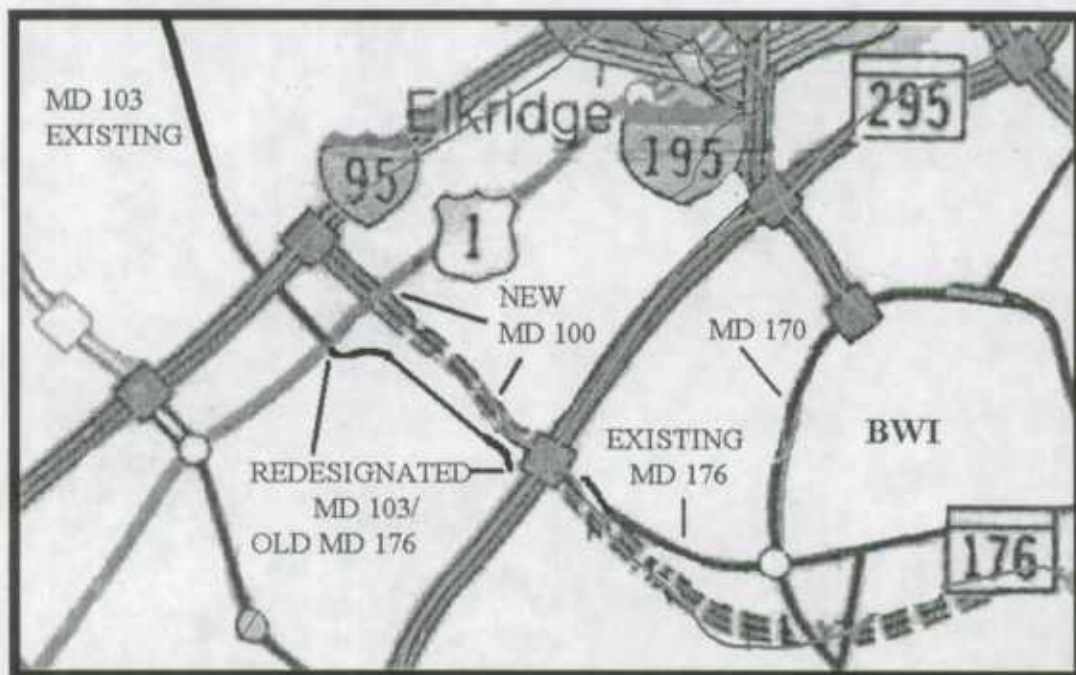 MD 103
EXISTING
Elkridge
95
195
295
1
NEW
MD 100
MD 170
EXISTING
MD 176
BWI
REDESIGNATED
MD 103/
OLD MD 176
176